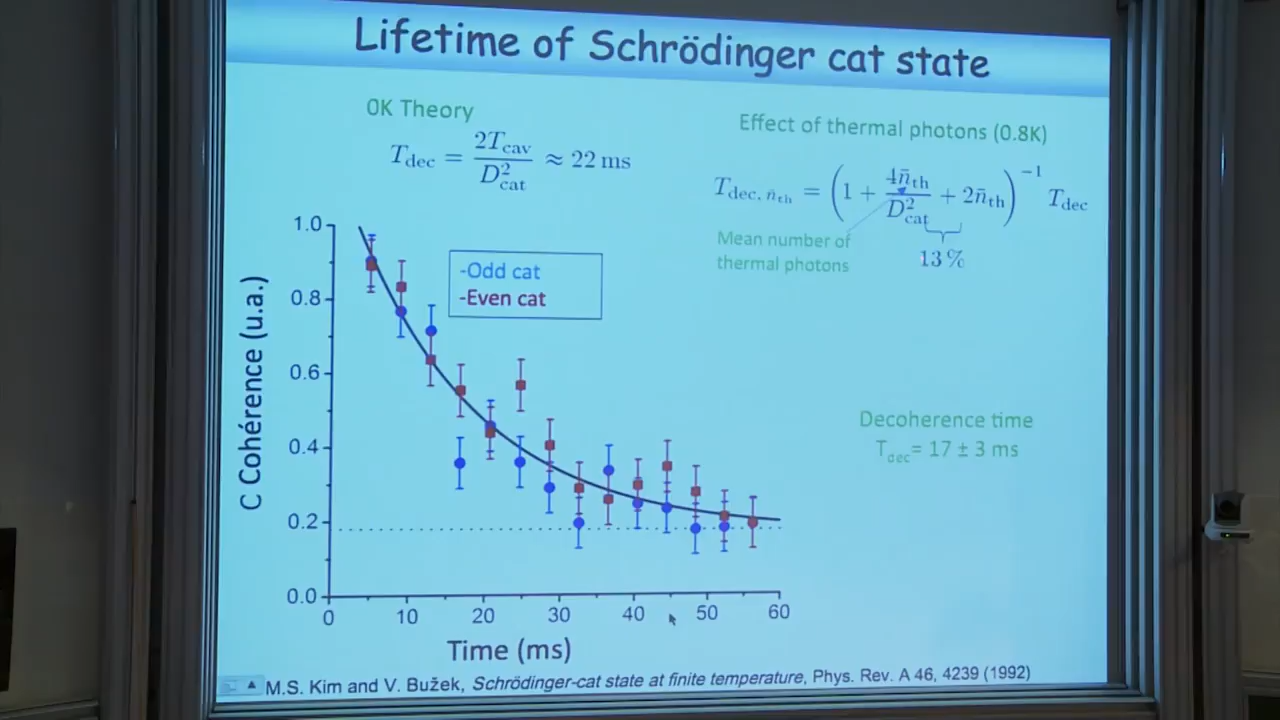 Lifetime of Schrödinger cat state
0K Theory
T_dec = 2T_cav / D²_cat ≈ 22 ms
Effect of thermal photons (0.8K)
T_dec, n̄_th = (1 + 4n̄_th / D²_cat + 2n̄_th)⁻¹ T_dec
Mean number of
thermal photons
13 %
-Odd cat
-Even cat
Decoherence time
T_dec = 17 ± 3 ms
C Cohérence (u.a.)
1.0
0.8
0.6
0.4
0.2
0.0
0 10 20 30 40 50 60
Time (ms)
M.S. Kim and V. Bužek, Schrödinger-cat state at finite temperature, Phys. Rev. A 46, 4239 (1992)